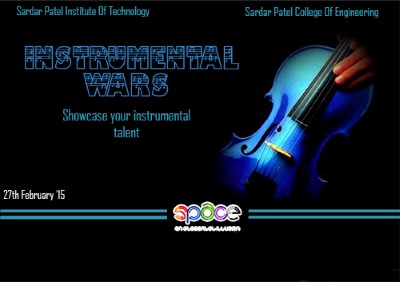 Sardar Patel Institute Of Technology
Sardar Patel College Of Engineering
INSTRUMENTAL
WARS
Showcase your instrumental
talent
27th February '15
space